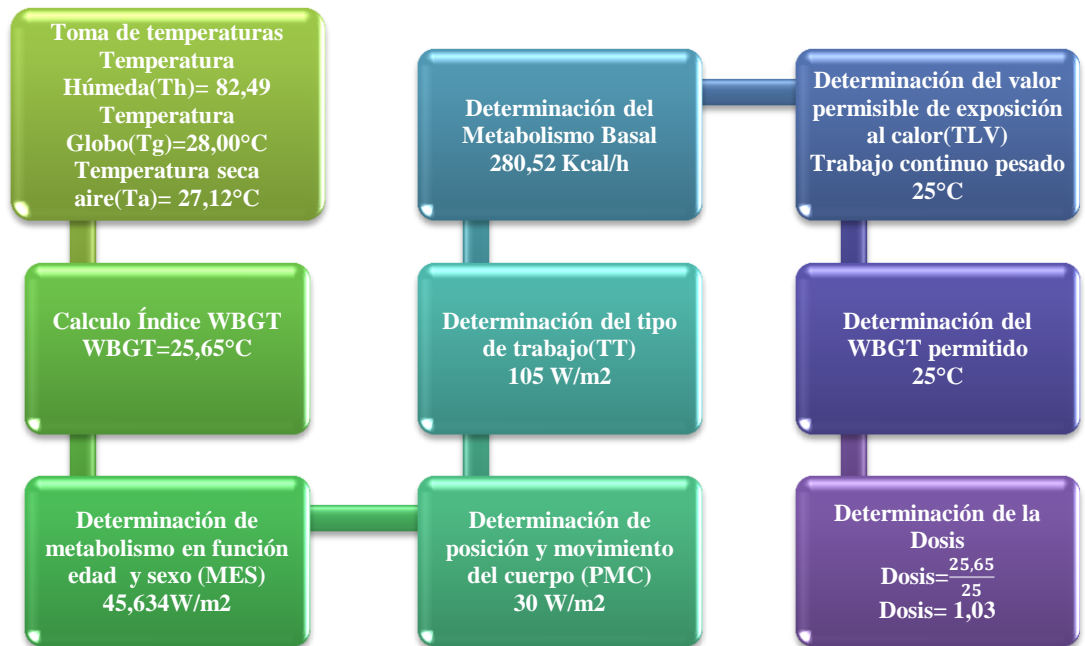 Toma de temperaturas
Temperatura
Húmeda(Th)= 82,49
Temperatura
Globo(Tg)=28,00°C
Temperatura seca
aire(Ta)= 27,12°C
Calculo Índice WBGT
WBGT=25,65°C
Determinación de
metabolismo en función
edad y sexo (MES)
45,634W/m2
Determinación de
posición y movimiento
del cuerpo (PMC)
30 W/m2
Determinación del tipo
de trabajo(TT)
105 W/m2
Determinación del
Metabolismo Basal
280,52 Kcal/h
Determinación del valor
permisible de exposición
al calor(TLV)
Trabajo continuo pesado
25°C
Determinación del
WBGT permitido
25°C
Determinación de la
Dosis
Dosis=25,65/25
Dosis= 1,03